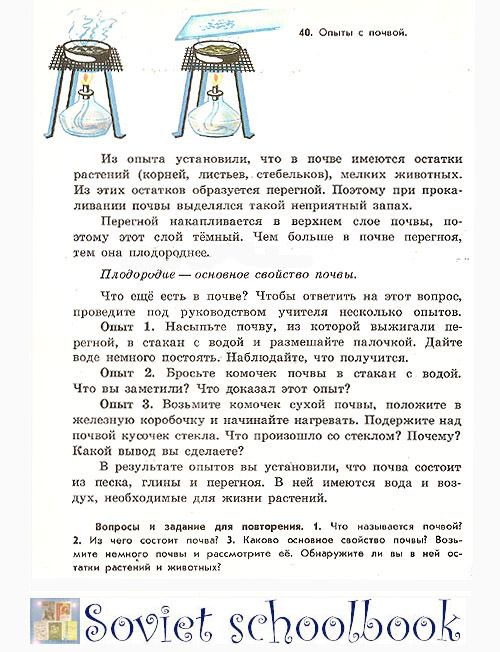 40. Опыты с почвой.
Из опыта установили, что в почве имеются остатки
растений (корней, листьев, стебельков), мелких животных.
Из этих остатков образуется перегной. Поэтому при прока-
ливании почвы выделялся такой неприятный запах.
Перегной накапливается в верхнем слое почвы, по-
этому этот слой тёмный. Чем больше в почве перегноя,
тем она плодороднее.
Плодородие — основное свойство почвы.
Что ещё есть в почве? Чтобы ответить на этот вопрос,
проведите под руководством учителя несколько опытов.
Опыт 1. Насыпьте почву, из которой выжигали пе-
регной, в стакан с водой и размешайте палочкой. Дайте
воде немного постоять. Наблюдайте, что получится.
Опыт 2. Бросьте комочек почвы в стакан с водой.
Что вы заметили? Что доказал этот опыт?
Опыт 3. Возьмите комочек сухой почвы, положите в
железную коробочку и начинайте нагревать. Подержите над
почвой кусочек стекла. Что произошло со стеклом? Почему?
Какой вывод вы сделаете?
В результате опытов вы установили, что почва состоит
из песка, глины и перегноя. В ней имеются вода и воз-
дух, необходимые для жизни растений.
Вопросы и задание для повторения. 1. Что называется почвой?
2. Из чего состоит почва? 3. Каково основное свойство почвы? Возь-
мите немного почвы и рассмотрите её. Обнаружите ли вы в ней ос-
татки растений и животных?
Soviet schoolbook